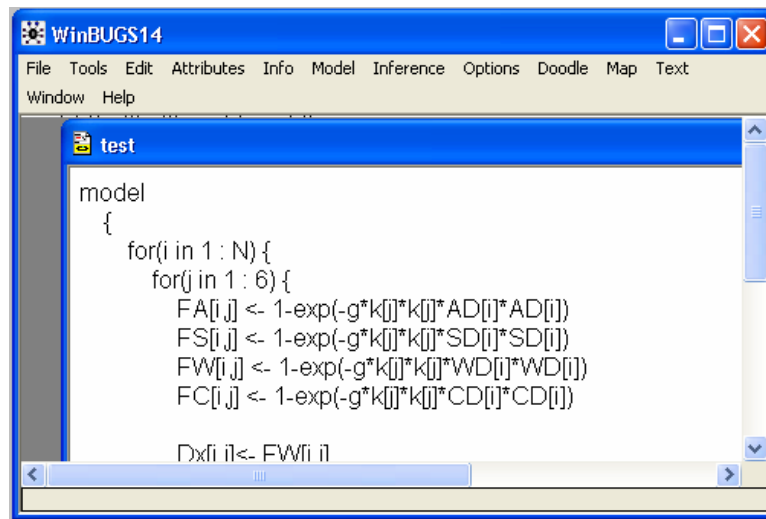 WinBUGS14
File Tools Edit Attributes Info Model Inference Options Doodle Map Text
Window Help
test
model
{
for(i in 1 : N) {
for(j in 1 : 6) {
FA[i,j] <- 1-exp(-g*k[j]*k[j]*AD[i]*AD[i])
FS[i,j] <- 1-exp(-g*k[j]*k[j]*SD[i]*SD[i])
FW[i,j] <- 1-exp(-g*k[j]*k[j]*WD[i]*WD[i])
FC[i,j] <- 1-exp(-g*k[j]*k[j]*CD[i]*CD[i])
Dx[i,j]<- FW[i,j]